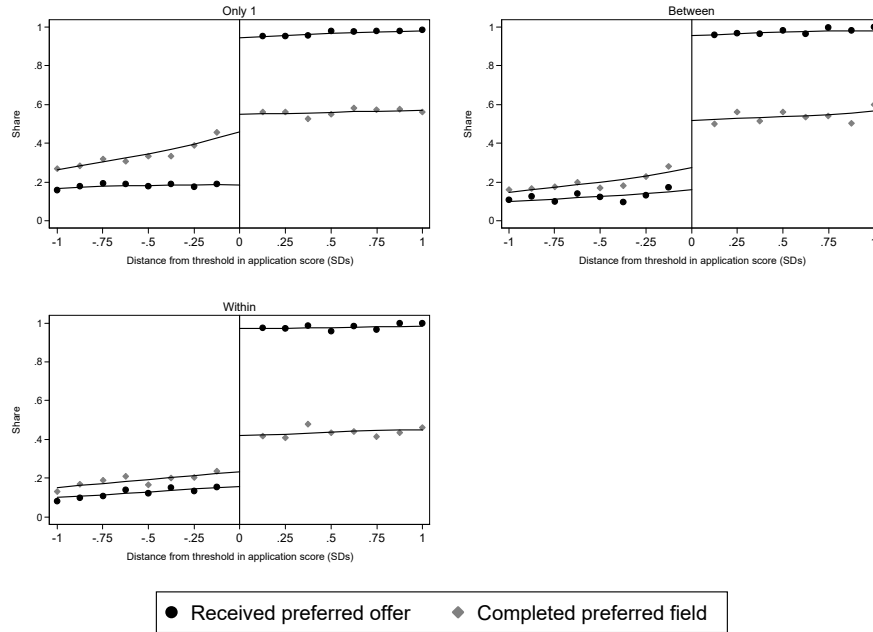 Only 1
1
.8
.6
.4
.2
0
Share
-1 -.75 -.5 -.25 0 .25 .5 .75 1
Distance from threshold in application score (SDs)
Between
1
.8
.6
.4
.2
0
Share
-1 -.75 -.5 -.25 0 .25 .5 .75 1
Distance from threshold in application score (SDs)
Within
1
.8
.6
.4
.2
0
Share
-1 -.75 -.5 -.25 0 .25 .5 .75 1
Distance from threshold in application score (SDs)
Received preferred offer Completed preferred field